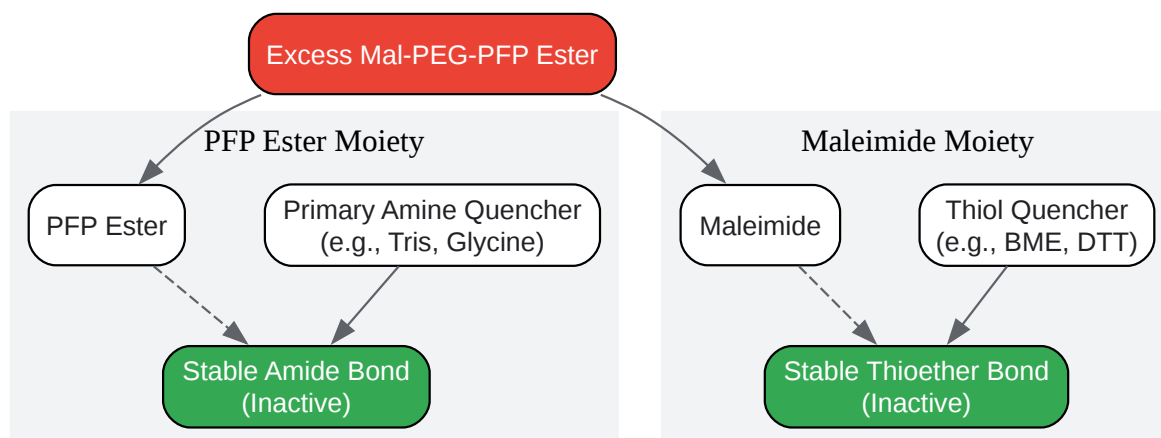 Excess Mal-PEG-PFP Ester
PFP Ester Moiety
PFP Ester
Primary Amine Quencher
(e.g., Tris, Glycine)
Stable Amide Bond
(Inactive)
Maleimide Moiety
Maleimide
Thiol Quencher
(e.g., BME, DTT)
Stable Thioether Bond
(Inactive)